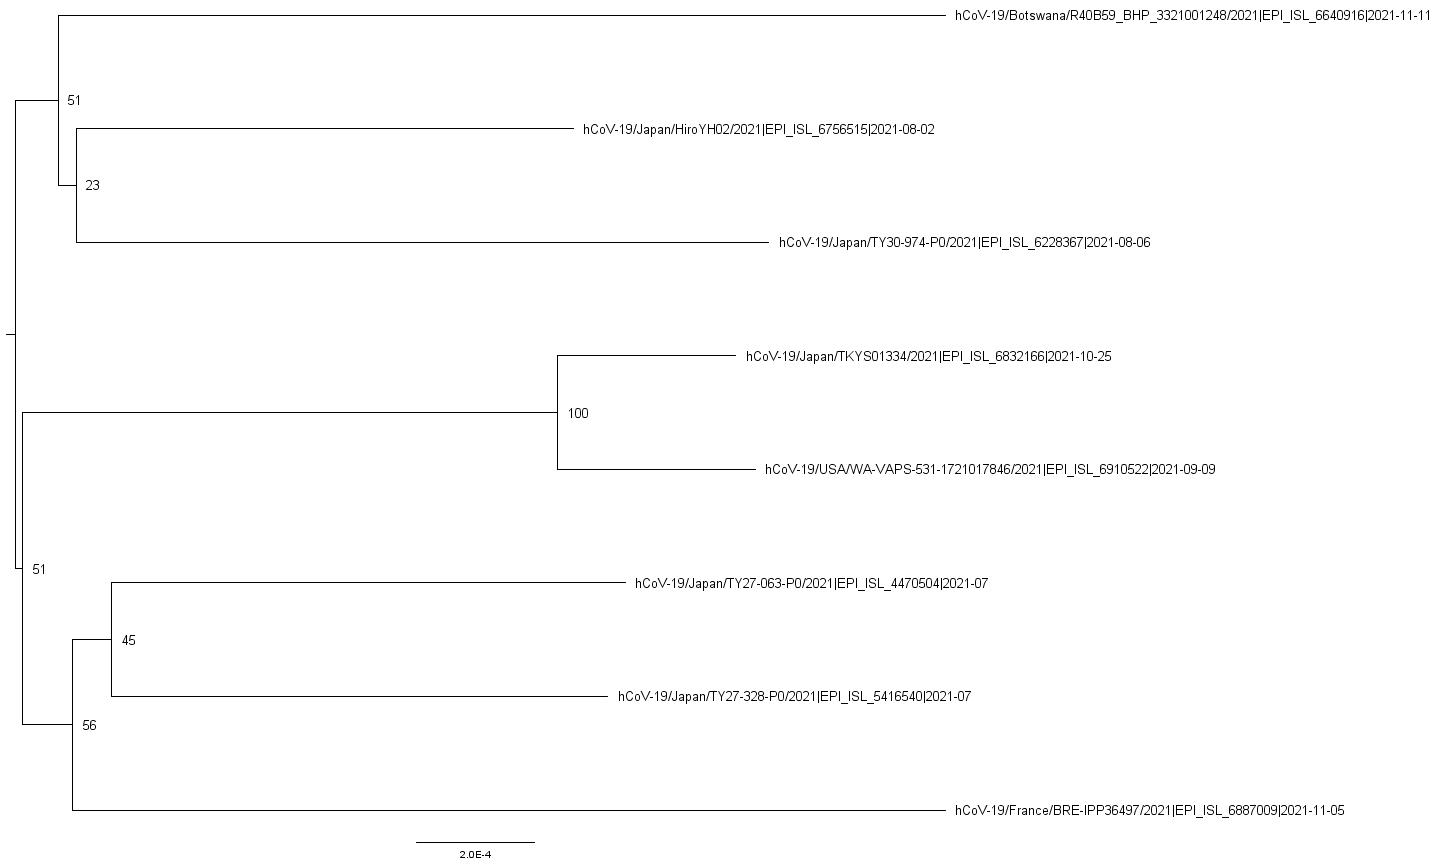 hCoV-19/Botswana/R40B59_BHP_3321001248/2021|EPI_ISL_6640916|2021-11-11
51
hCoV-19/Japan/HiroYH02/2021|EPI_ISL_6756515|2021-08-02
23
hCoV-19/Japan/TY30-974-P0/2021|EPI_ISL_6228367|2021-08-06
hCoV-19/Japan/TKYS01334/2021|EPI_ISL_6832166|2021-10-25
100
hCoV-19/USA/WA-VAPS-531-1721017846/2021|EPI_ISL_6910522|2021-09-09
51
hCoV-19/Japan/TY27-063-P0/2021|EPI_ISL_4470504|2021-07
45
hCoV-19/Japan/TY27-328-P0/2021|EPI_ISL_5416540|2021-07
56
hCoV-19/France/BRE-IPP36497/2021|EPI_ISL_6887009|2021-11-05
2.0E-4